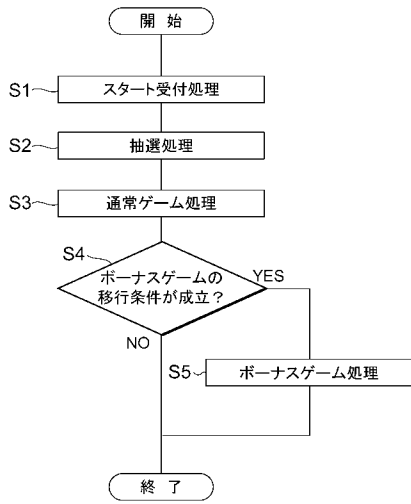 開 始
S1
スタート受付処理
S2
抽選処理
S3
通常ゲーム処理
S4
ボーナスゲームの
移行条件が成立?
YES
NO
S5
ボーナスゲーム処理
終 了